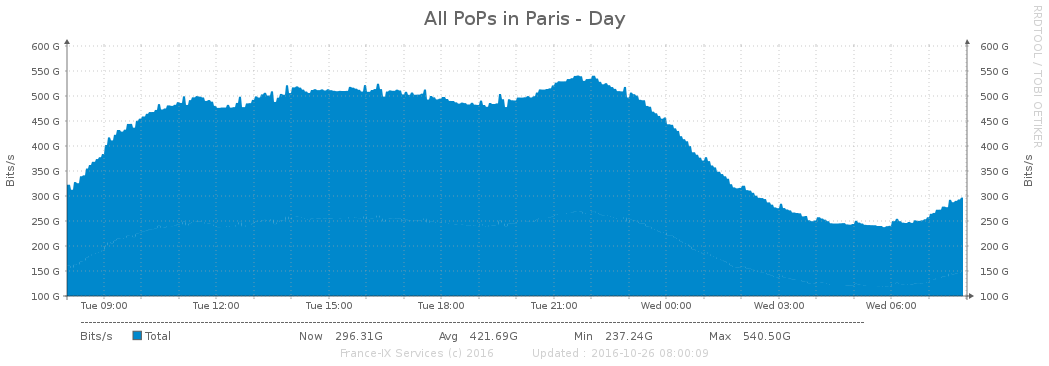 All PoPs in Paris - Day
RRDTOOL / TOBI OETIKER
Bits/s
600 G 600 G
550 G 550 G
500 G 500 G
450 G 450 G
400 G 400 G
350 G 350 G
300 G 300 G
250 G 250 G
200 G 200 G
150 G 150 G
100 G 100 G
Bits/s
Tue 09:00 Tue 12:00 Tue 15:00 Tue 18:00 Tue 21:00 Wed 00:00 Wed 03:00 Wed 06:00
Bits/s Total Now 296.31G Avg 421.69G Min 237.24G Max 540.50G
France-IX Services (c) 2016 Updated : 2016-10-26 08:00:09